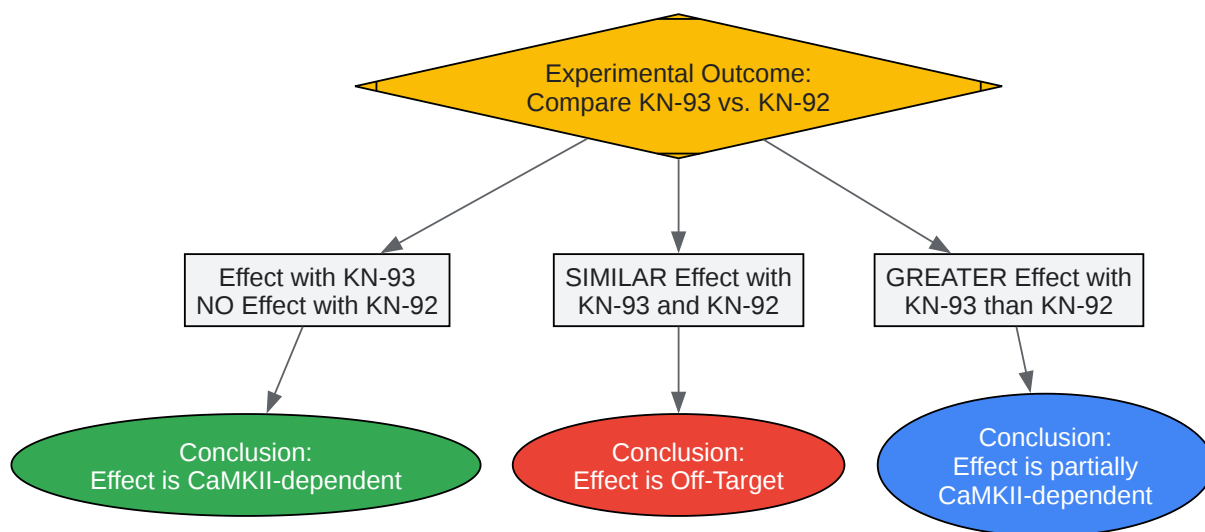 Experimental Outcome:
Compare KN-93 vs. KN-92
Effect with KN-93
NO Effect with KN-92
SIMILAR Effect with
KN-93 and KN-92
GREATER Effect with
KN-93 than KN-92
Conclusion:
Effect is CaMKII-dependent
Conclusion:
Effect is Off-Target
Conclusion:
Effect is partially
CaMKII-dependent